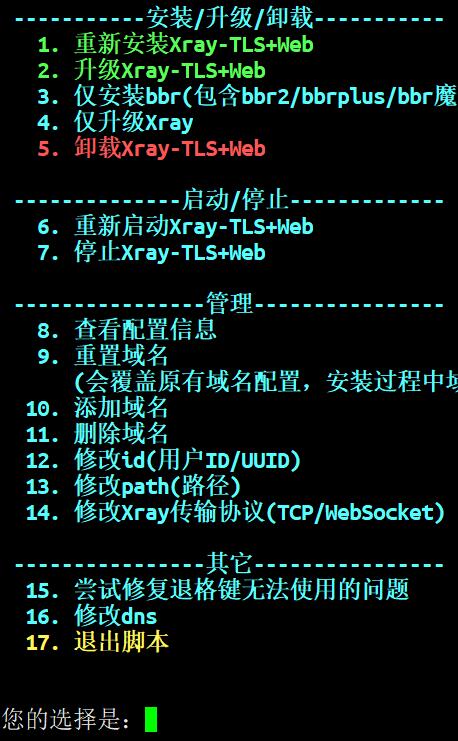 -----------安装/升级/卸载-----------
1. 重新安装Xray-TLS+Web
2. 升级Xray-TLS+Web
3. 仅安装bbr(包含bbr2/bbrplus/bbr魔
4. 仅升级Xray
5. 卸载Xray-TLS+Web
--------------启动/停止-------------
6. 重新启动Xray-TLS+Web
7. 停止Xray-TLS+Web
----------------管理----------------
8. 查看配置信息
9. 重置域名
(会覆盖原有域名配置，安装过程中域
10. 添加域名
11. 删除域名
12. 修改id(用户ID/UUID)
13. 修改path(路径)
14. 修改Xray传输协议(TCP/WebSocket)
----------------其它----------------
15. 尝试修复退格键无法使用的问题
16. 修改dns
17. 退出脚本
您的选择是：